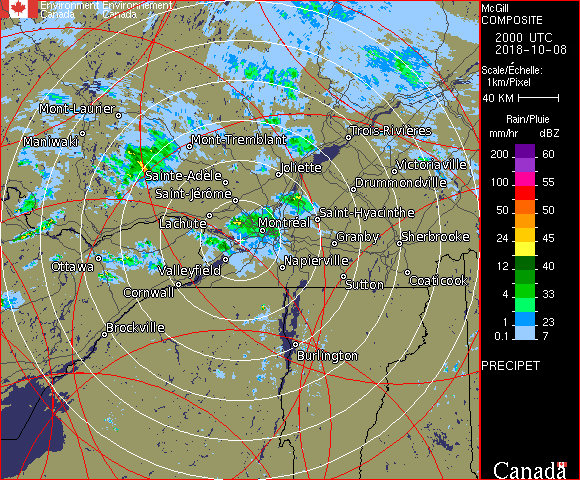 Environment Environnement
Canada Canada
McGill
COMPOSITE
2000 UTC
2018-10-08
Scale/Échelle:
1km/Pixel
40 KM
Rain/Pluie
mm/hr dBZ
200 60
100 55
50 50
24 45
12 40
4 33
1 23
0.1 7
PRECIPET
Canada
Mont-Laurier
Maniwaki
Mont-Tremblant
Trois-Rivières
Victoriaville
Joliette
Sainte-Adèle
Drummondville
Saint-Jérôme
Saint-Hyacinthe
Lachute
Montréal
Granby
Sherbrooke
Ottawa
Valleyfield
Napierville
Cornwall
Sutton
Coaticook
Brockville
Burlington